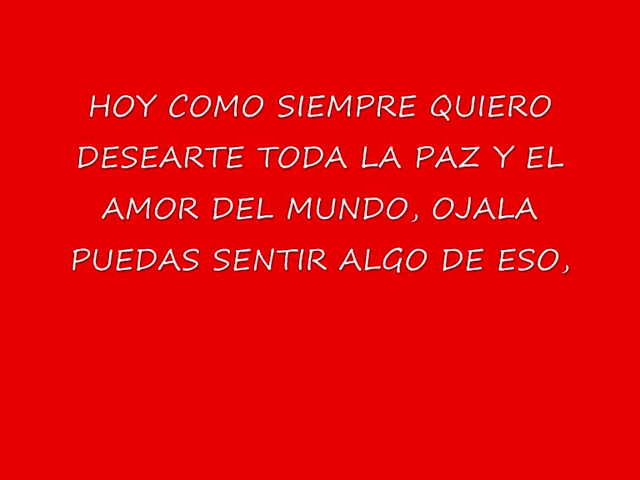 HOY COMO SIEMPRE QUIERO
DESEARTE TODA LA PAZ Y EL
AMOR DEL MUNDO, OJALA
PUEDAS SENTIR ALGO DE ESO,